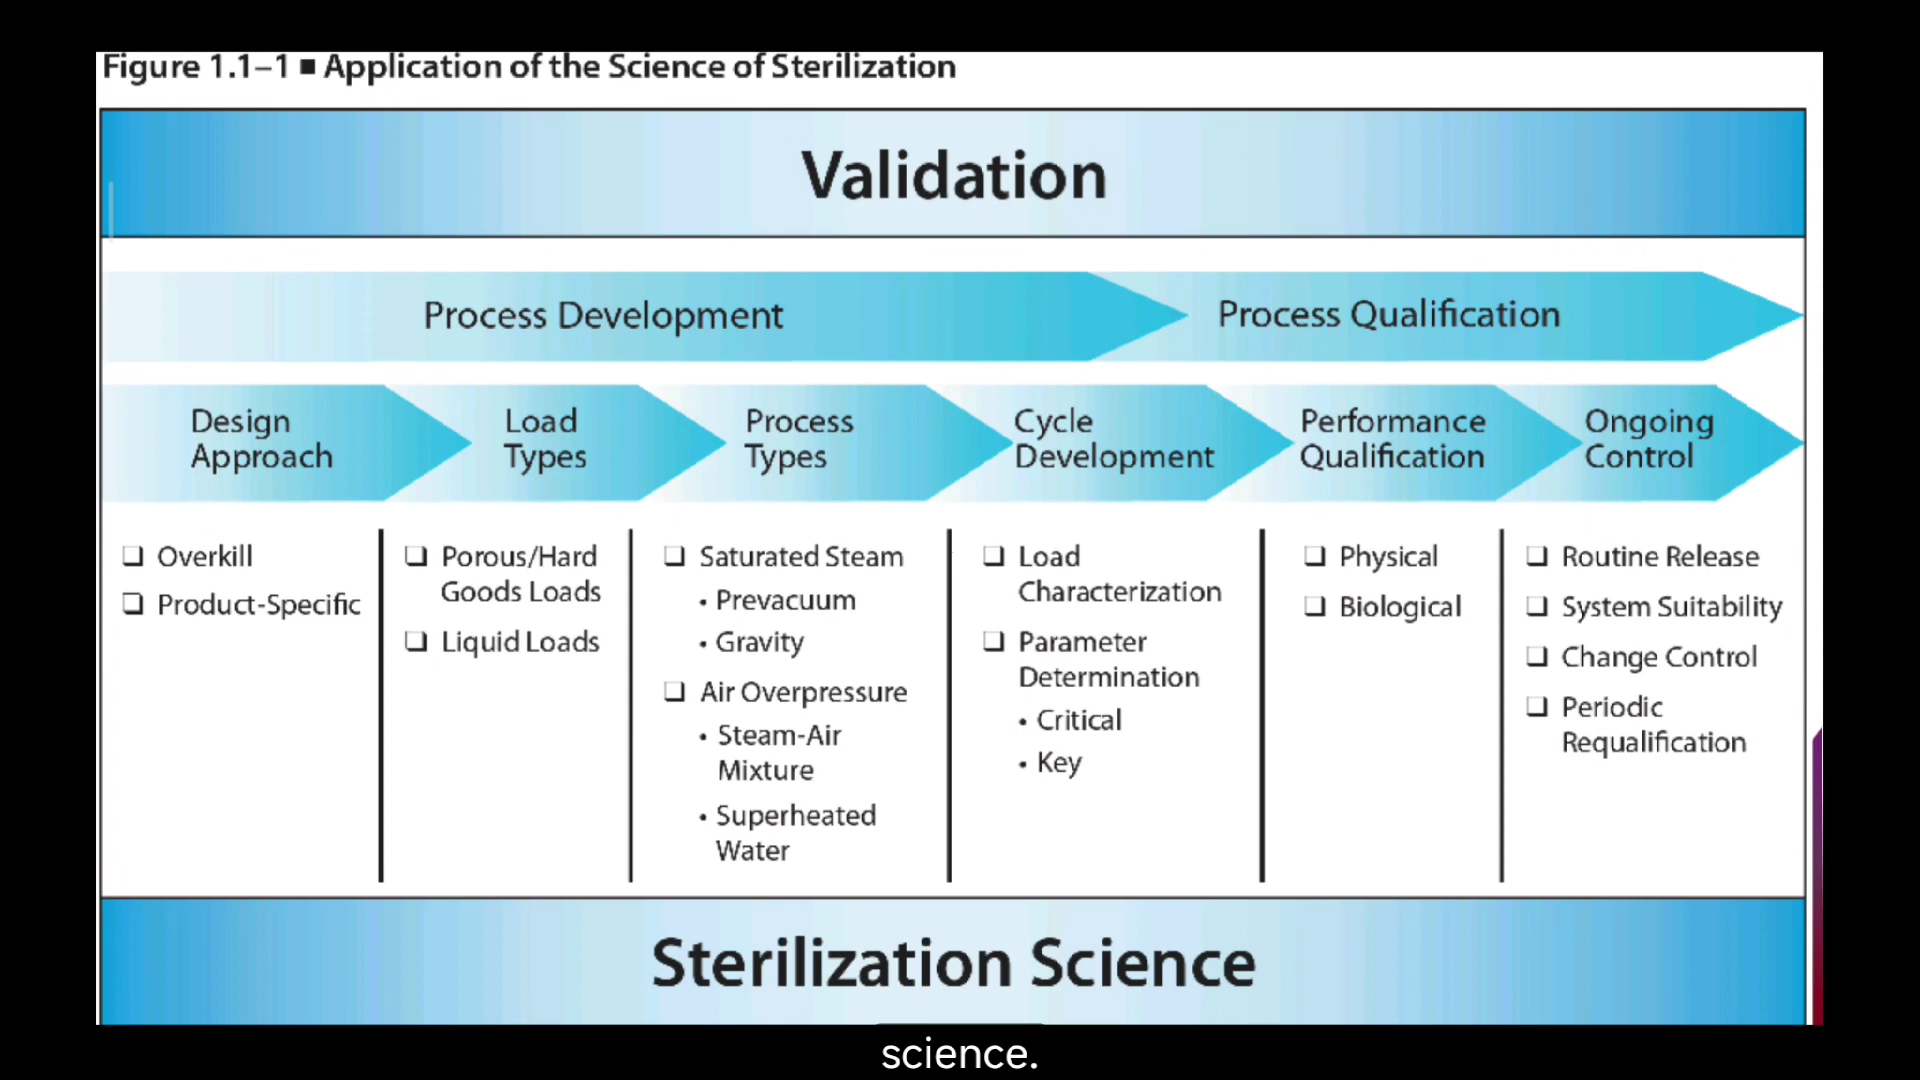 Figure 1.1–1 ■ Application of the Science of Sterilization
Validation
Process Development
Process Qualification
Design
Approach
Load
Types
Process
Types
Cycle
Development
Performance
Qualification
Ongoing
Control
❑ Overkill
❑ Product-Specific
❑ Porous/Hard
Goods Loads
❑ Liquid Loads
❑ Saturated Steam
• Prevacuum
• Gravity
❑ Air Overpressure
• Steam-Air
Mixture
• Superheated
Water
❑ Load
Characterization
❑ Parameter
Determination
• Critical
• Key
❑ Physical
❑ Biological
❑ Routine Release
❑ System Suitability
❑ Change Control
❑ Periodic
Requalification
Sterilization Science
science.